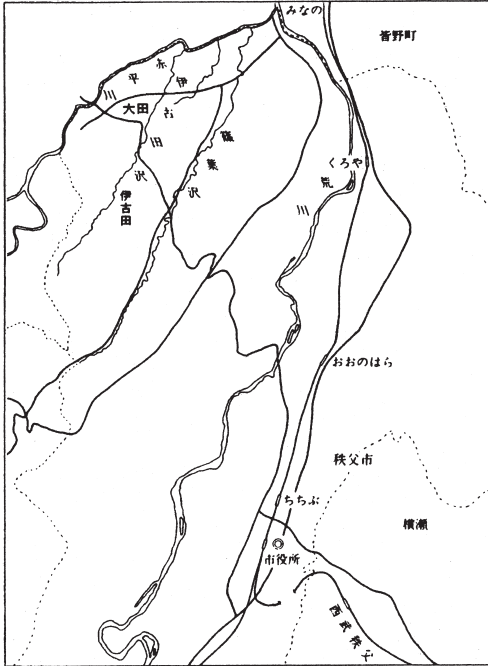 みなの
皆野町
赤平川
大田
伊古田沢
葉沢
伊古田
くろや
荒川
おおのはら
秩父市
ちちぶ
横瀬
市役所
西武秩父